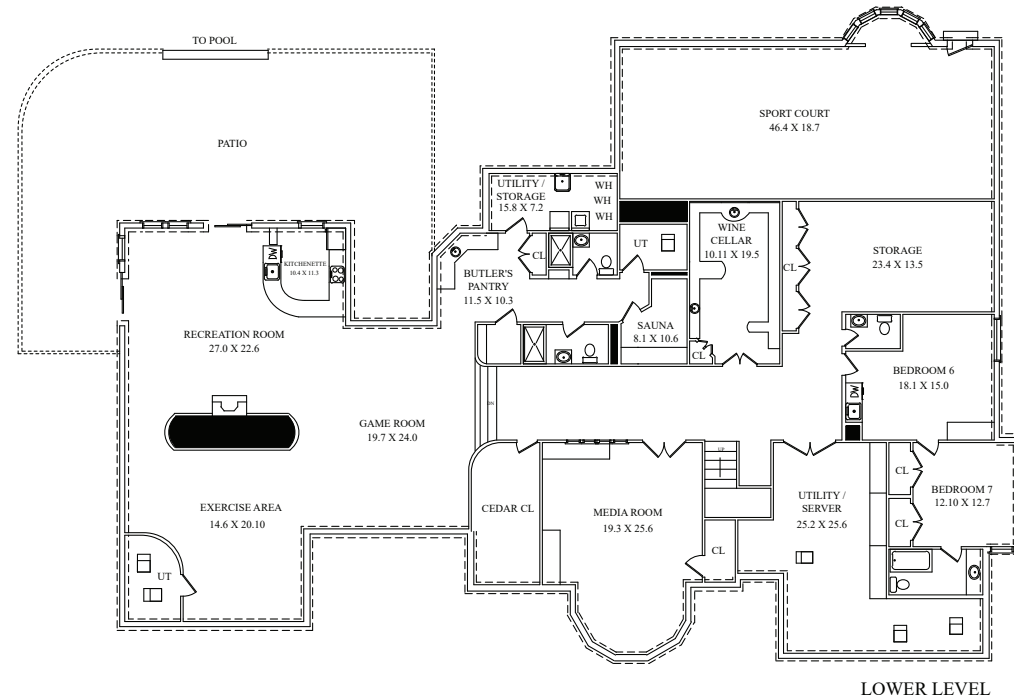 TO POOL
PATIO
SPORT COURT
46.4 X 18.7
UTILITY /
STORAGE
15.8 X 7.2
WH
WH
WH
UT
WINE
CELLAR
10.11 X 19.5
STORAGE
23.4 X 13.5
CL
CL
DW
KITCHENETTE
10.4 X 11.3
BUTLER'S
PANTRY
11.5 X 10.3
RECREATION ROOM
27.0 X 22.6
SAUNA
8.1 X 10.6
CL
BEDROOM 6
18.1 X 15.0
DW
DN
GAME ROOM
19.7 X 24.0
UP
EXERCISE AREA
14.6 X 20.10
CEDAR CL
MEDIA ROOM
19.3 X 25.6
UTILITY /
SERVER
25.2 X 25.6
CL
BEDROOM 7
12.10 X 12.7
CL
CL
UT
LOWER LEVEL